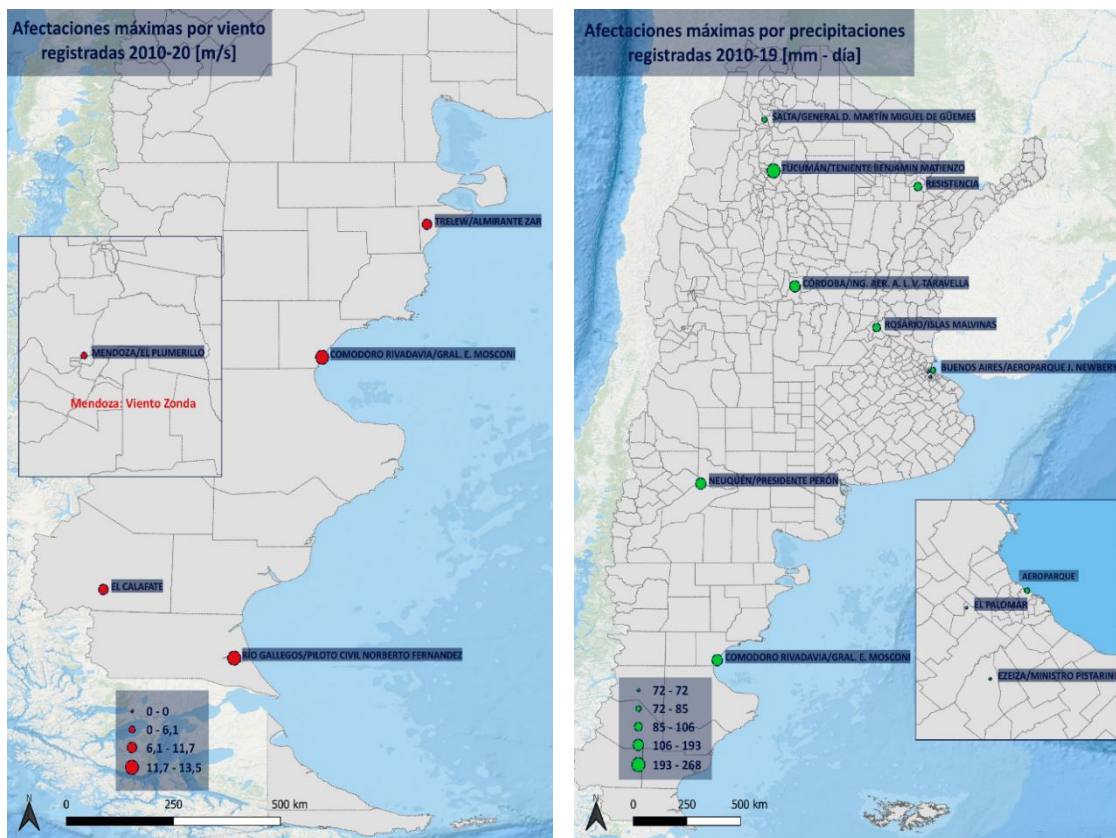 Afectaciones máximas por viento
registradas 2010-20 [m/s]
TRELEW/ALMIRANTE ZAR
MENDOZA/EL PLUMERILLO
Mendoza: Viento Zonda
COMODORO RIVADAVIA/GRAL. E. MOSCONI
EL CALAFATE
RÍO GALLEGOS/PILOTO CIVIL NORBERTO FERNANDEZ
0 - 0
0 - 6,1
6,1 - 11,7
11,7 - 13,5
N
0 250 500 km
Afectaciones máximas por precipitaciones
registradas 2010-19 [mm - día]
SALTA/GENERAL D. MARTÍN MIGUEL DE GÜEMES
TUCUMÁN/TENIENTE BENJAMIN MATIENZO
RESISTENCIA
CÓRDOBA/ING. AER. A. L. V. TARAVELLA
ROSARIO/ISLAS MALVINAS
BUENOS AIRES/AEROPARQUE J. NEWBERY
NEUQUÉN/PRESIDENTE PERÓN
AEROPARQUE
EL PALOMAR
EZEIZA/MINISTRO PISTARINI
COMODORO RIVADAVIA/GRAL. E. MOSCONI
72 - 72
72 - 85
85 - 106
106 - 193
193 - 268
N
0 250 500 km